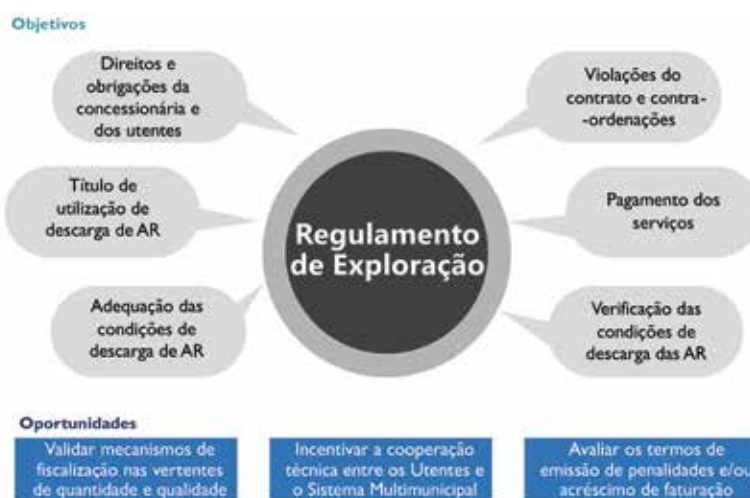 Objetivos
Direitos e
obrigações da
concessionária e
dos utentes
Violações do
contrato e contra-
-ordenações
Título de
utilização de
descarga de AR
Regulamento
de Exploração
Pagamento dos
serviços
Adequação das
condições de
descarga de AR
Verificação das
condições de
descarga das AR
Oportunidades
Validar mecanismos de
fiscalização nas vertentes
de quantidade e qualidade
Incentivar a cooperação
técnica entre os Utentes e
o Sistema Multimunicipal
Avaliar os termos de
emissão de penalidades e/ou
acréscimo de faturação